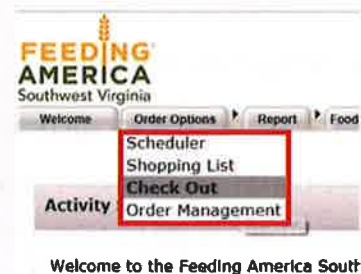 FEEDING
AMERICA
Southwest Virginia
Welcome Order Options Report Food
Scheduler
Shopping List
Check Out
Activity Order Management
Welcome to the Feeding America Sout